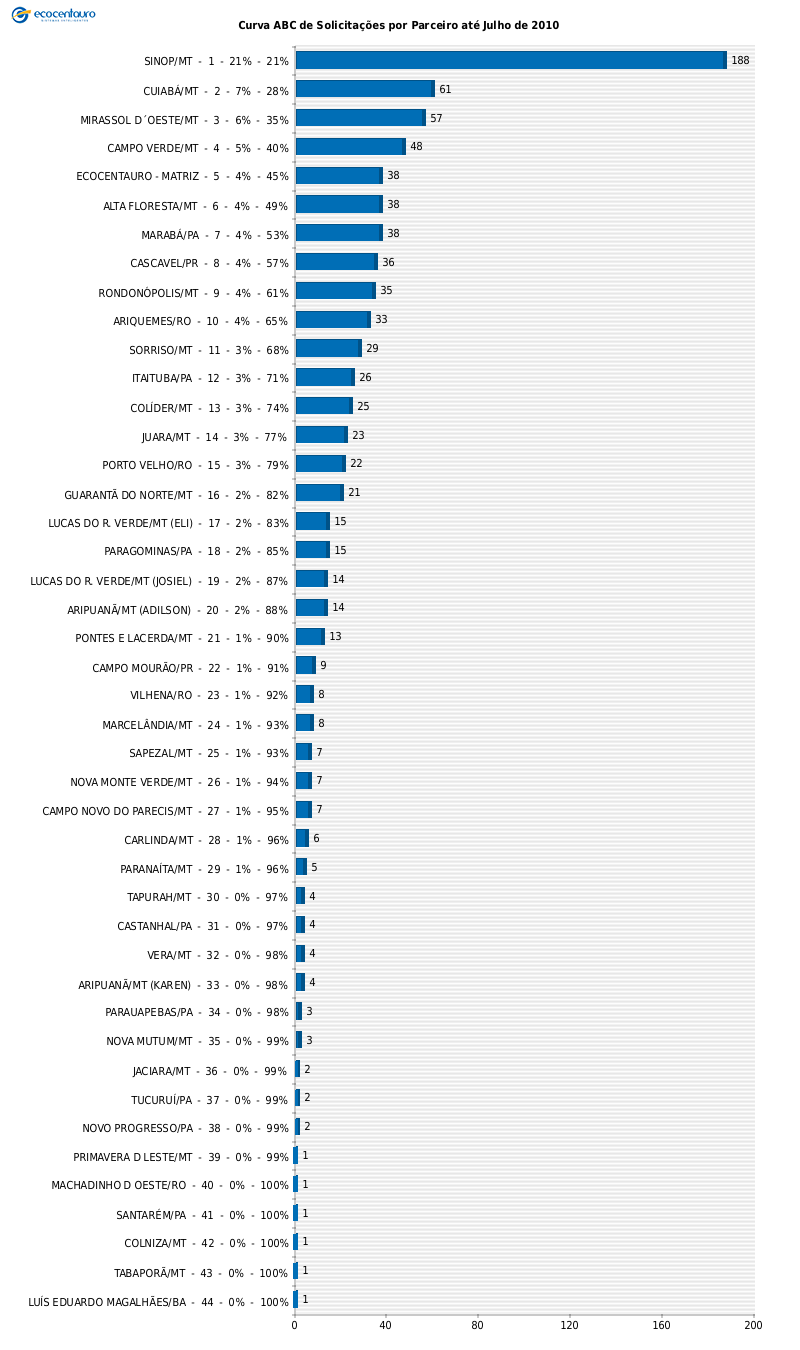 ecocentauro
Curva ABC de Solicitações por Parceiro até Julho de 2010
SINOP/MT - 1 - 21% - 21% 188
CUIABÁ/MT - 2 - 7% - 28% 61
MIRASSOL D´OESTE/MT - 3 - 6% - 35% 57
CAMPO VERDE/MT - 4 - 5% - 40% 48
ECOCENTAURO - MATRIZ - 5 - 4% - 45% 38
ALTA FLORESTA/MT - 6 - 4% - 49% 38
MARABÁ/PA - 7 - 4% - 53% 38
CASCAVEL/PR - 8 - 4% - 57% 36
RONDONÓPOLIS/MT - 9 - 4% - 61% 35
ARIQUEMES/RO - 10 - 4% - 65% 33
SORRISO/MT - 11 - 3% - 68% 29
ITAITUBA/PA - 12 - 3% - 71% 26
COLÍDER/MT - 13 - 3% - 74% 25
JUARA/MT - 14 - 3% - 77% 23
PORTO VELHO/RO - 15 - 3% - 79% 22
GUARANTÃ DO NORTE/MT - 16 - 2% - 82% 21
LUCAS DO R. VERDE/MT (ELI) - 17 - 2% - 83% 15
PARAGOMINAS/PA - 18 - 2% - 85% 15
LUCAS DO R. VERDE/MT (JOSIEL) - 19 - 2% - 87% 14
ARIPUANÃ/MT (ADILSON) - 20 - 2% - 88% 14
PONTES E LACERDA/MT - 21 - 1% - 90% 13
CAMPO MOURÃO/PR - 22 - 1% - 91% 9
VILHENA/RO - 23 - 1% - 92% 8
MARCELÂNDIA/MT - 24 - 1% - 93% 8
SAPEZAL/MT - 25 - 1% - 93% 7
NOVA MONTE VERDE/MT - 26 - 1% - 94% 7
CAMPO NOVO DO PARECIS/MT - 27 - 1% - 95% 7
CARLINDA/MT - 28 - 1% - 96% 6
PARANAÍTA/MT - 29 - 1% - 96% 5
TAPURAH/MT - 30 - 0% - 97% 4
CASTANHAL/PA - 31 - 0% - 97% 4
VERA/MT - 32 - 0% - 98% 4
ARIPUANÃ/MT (KAREN) - 33 - 0% - 98% 4
PARAUAPEBAS/PA - 34 - 0% - 98% 3
NOVA MUTUM/MT - 35 - 0% - 99% 3
JACIARA/MT - 36 - 0% - 99% 2
TUCURUÍ/PA - 37 - 0% - 99% 2
NOVO PROGRESSO/PA - 38 - 0% - 99% 2
PRIMAVERA D LESTE/MT - 39 - 0% - 99% 1
MACHADINHO D OESTE/RO - 40 - 0% - 100% 1
SANTARÉM/PA - 41 - 0% - 100% 1
COLNIZA/MT - 42 - 0% - 100% 1
TABAPORÃ/MT - 43 - 0% - 100% 1
LUÍS EDUARDO MAGALHÃES/BA - 44 - 0% - 100% 1
0 40 80 120 160 200